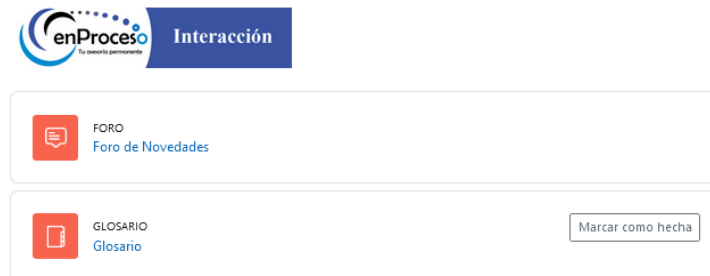 enProceso
Tu asesoría permanente
Interacción
FORO
Foro de Novedades
GLOSARIO
Glosario
Marcar como hecha